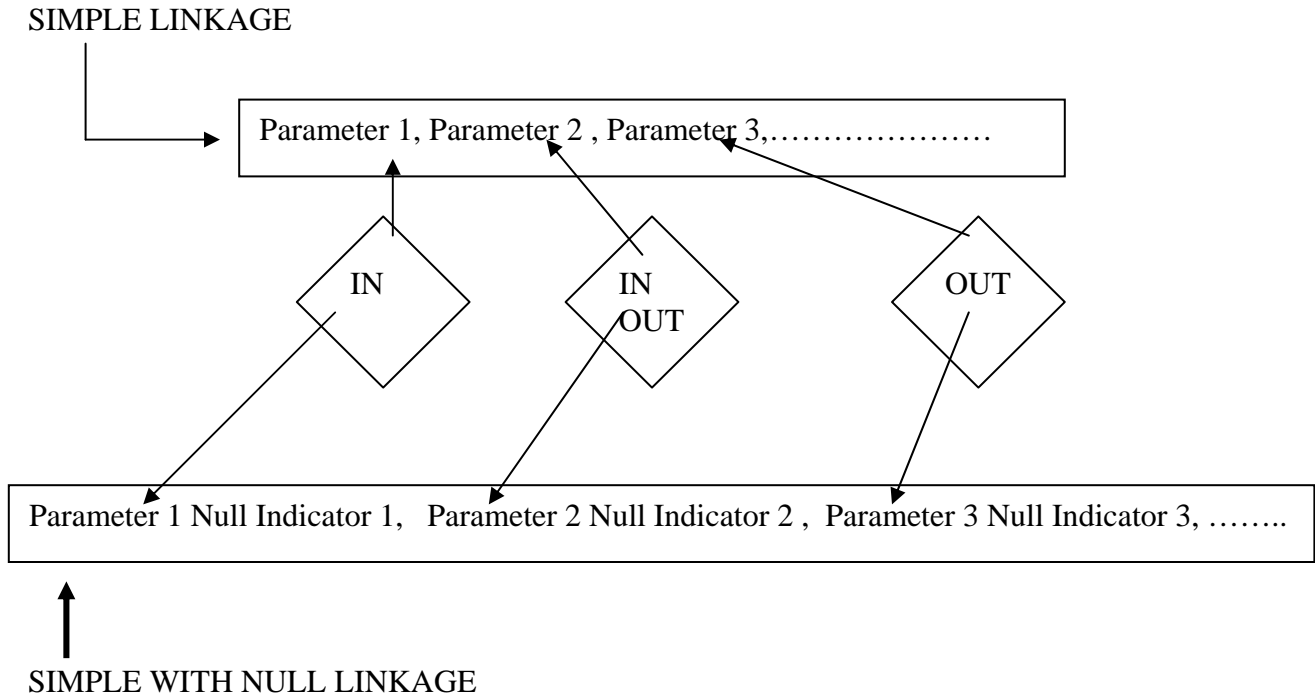 SIMPLE LINKAGE
Parameter 1, Parameter 2 , Parameter 3,…………………
IN
IN
OUT
OUT
Parameter 1 Null Indicator 1, Parameter 2 Null Indicator 2 , Parameter 3 Null Indicator 3, ……..
SIMPLE WITH NULL LINKAGE